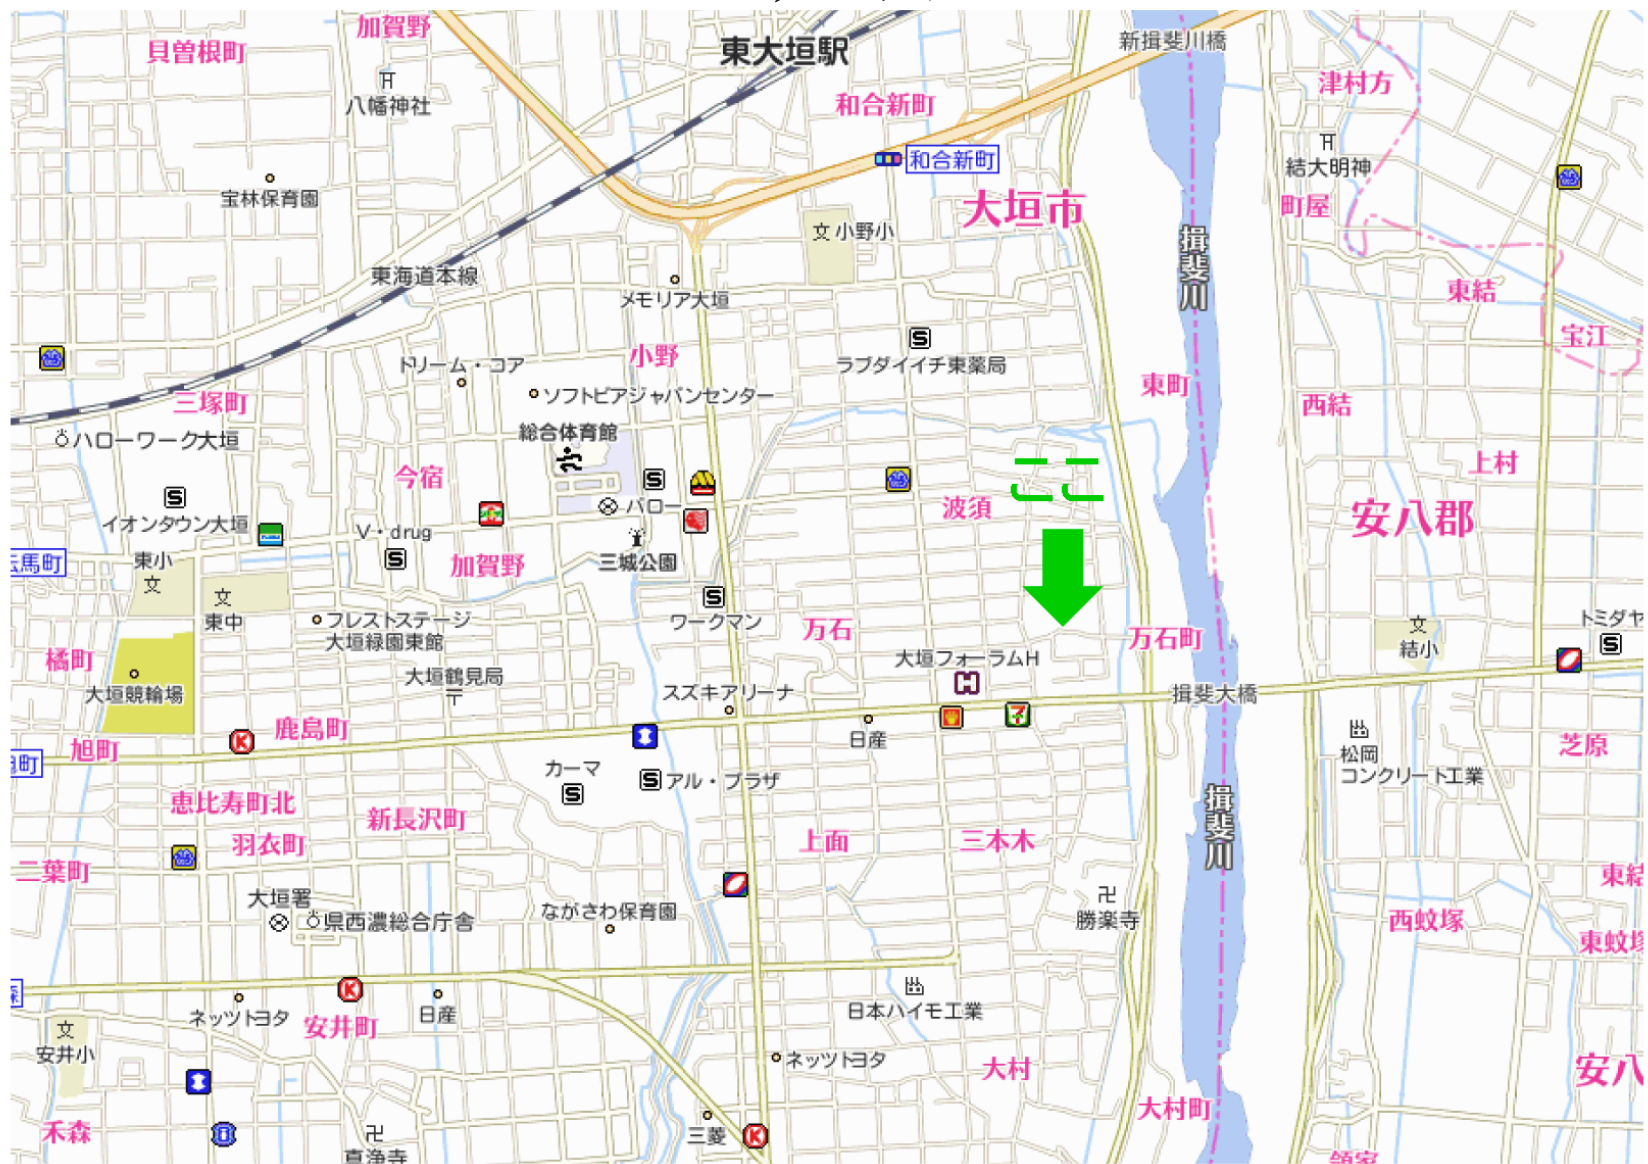 加賀野
貝曽根町
東大垣駅
新揖斐川橋
津村方
八幡神社
和合新町
和合新町
結大明神
宝林保育園
大垣市
町屋
小野小
揖斐川
東海道本線
メモリア大垣
東結
宝江
小野
ドリーム・コア
ラブダイイチ東薬局
東町
ソフトピアジャパンセンター
三塚町
西結
ハローワーク大垣
総合体育館
今宿
上村
バロー
波須
安八郡
イオンタウン大垣
V・drug
東小
三城公園
加賀野
東中
フレストステージ
大垣緑園東館
ワークマン
万石
万石町
トミダヤ
結小
橘町
大垣フォーラムH
大垣競輪場
大垣鶴見局
スズキアリーナ
揖斐大橋
鹿島町
日産
旭町
松岡
コンクリート工業
芝原
カーマ
アル・プラザ
恵比寿町北
新長沢町
揖斐川
羽衣町
上面
三本木
二葉町
大垣署
県西濃総合庁舎
ながさわ保育園
勝楽寺
西蚊塚
日本ハイモ工業
ネッツトヨタ
日産
安井町
安井小
ネッツトヨタ
大村
大村町
禾森
三菱
真浄寺